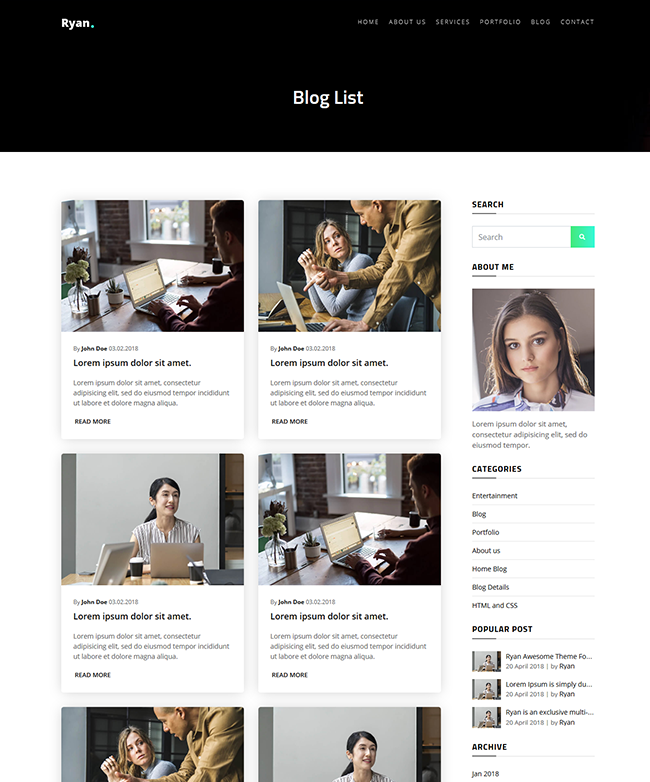 Ryan.
HOME ABOUT US SERVICES PORTFOLIO BLOG CONTACT
Blog List
By John Doe 03.02.2018
Lorem ipsum dolor sit amet.
Lorem ipsum dolor sit amet, consectetur
adipisicing elit, sed do eiusmod tempor incididunt
ut labore et dolore magna aliqua.
READ MORE
By John Doe 03.02.2018
Lorem ipsum dolor sit amet.
Lorem ipsum dolor sit amet, consectetur
adipisicing elit, sed do eiusmod tempor incididunt
ut labore et dolore magna aliqua.
READ MORE
By John Doe 03.02.2018
Lorem ipsum dolor sit amet.
Lorem ipsum dolor sit amet, consectetur
adipisicing elit, sed do eiusmod tempor incididunt
ut labore et dolore magna aliqua.
READ MORE
By John Doe 03.02.2018
Lorem ipsum dolor sit amet.
Lorem ipsum dolor sit amet, consectetur
adipisicing elit, sed do eiusmod tempor incididunt
ut labore et dolore magna aliqua.
READ MORE
SEARCH
Search
ABOUT ME
Lorem ipsum dolor sit amet,
consectetur adipisicing elit, sed do
eiusmod tempor.
CATEGORIES
Entertainment
Blog
Portfolio
About us
Home Blog
Blog Details
HTML and CSS
POPULAR POST
Ryan Awesome Theme Fo...
20 April 2018 | by Ryan
Lorem Ipsum is simply du...
20 April 2018 | by Ryan
Ryan is an exclusive multi-...
20 April 2018 | by Ryan
ARCHIVE
Jan 2018